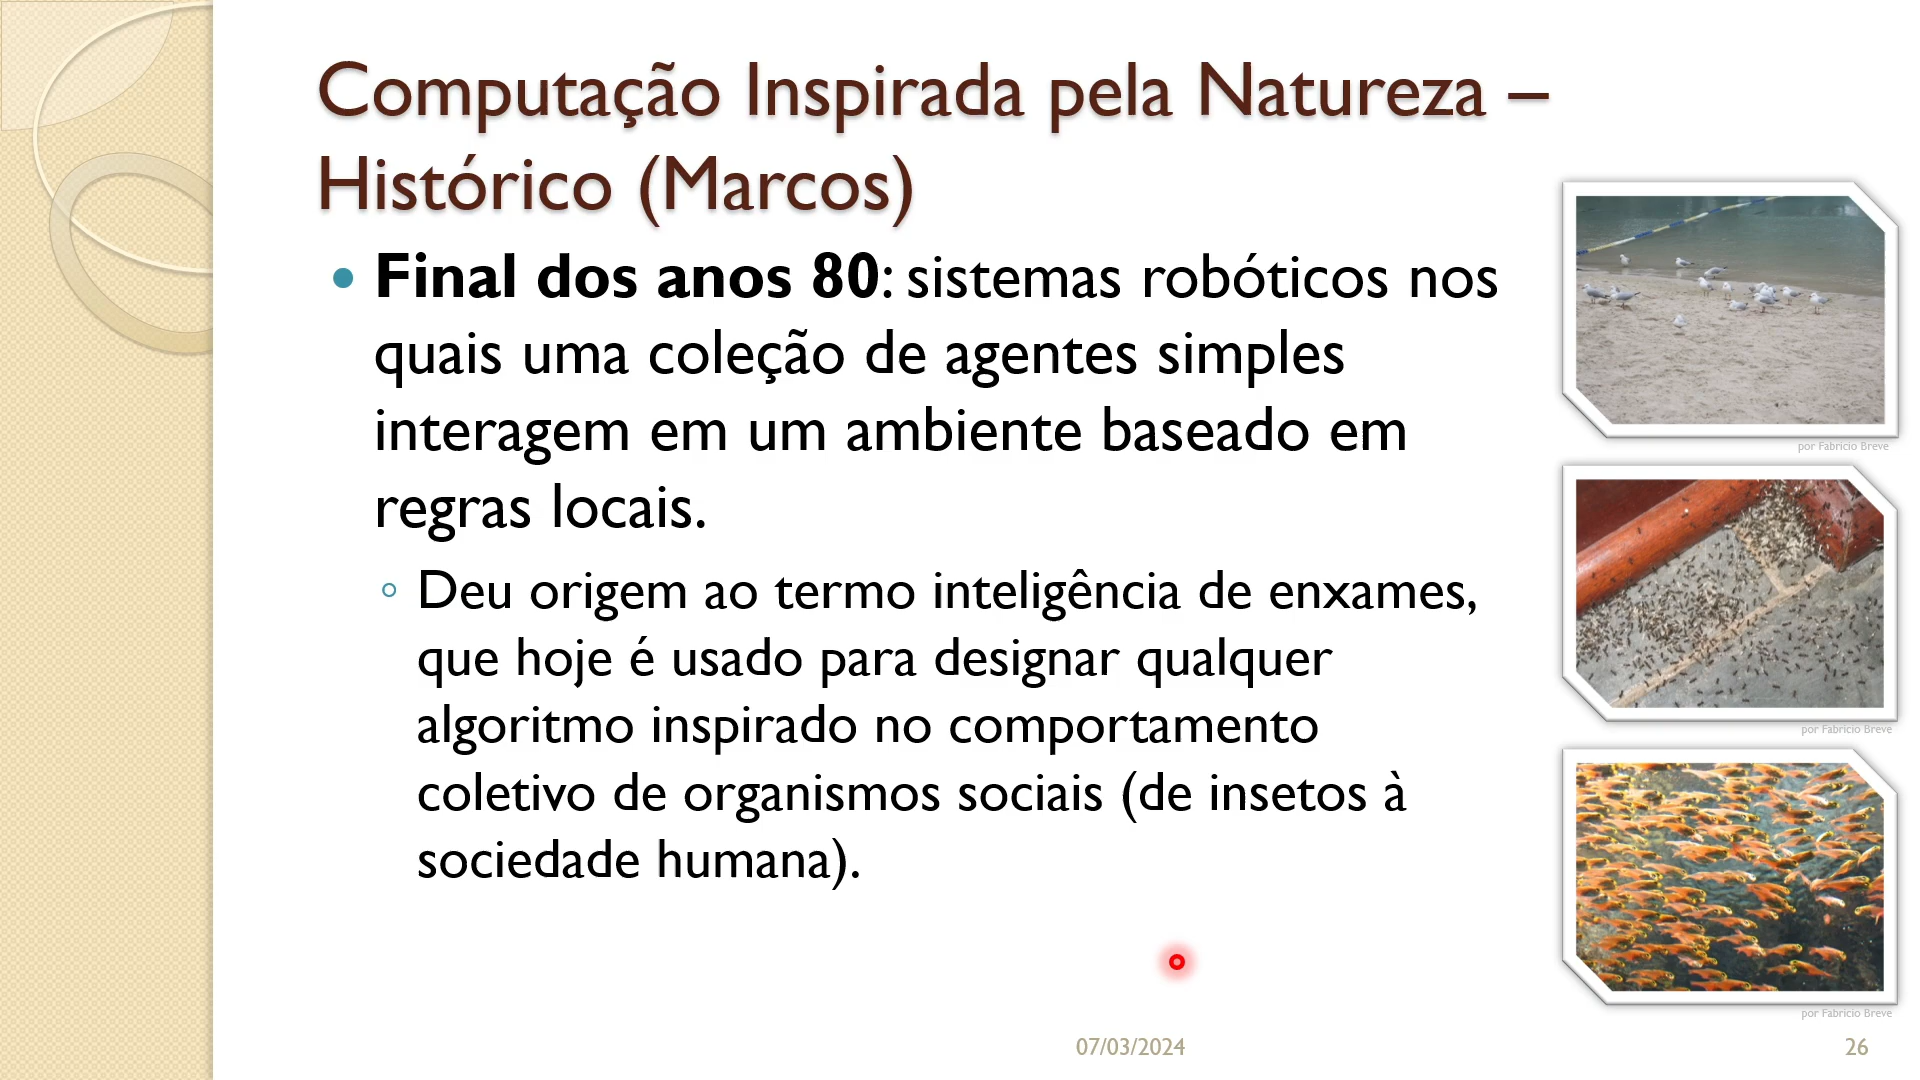 Computação Inspirada pela Natureza –
Histórico (Marcos)
Final dos anos 80: sistemas robóticos nos
quais uma coleção de agentes simples
interagem em um ambiente baseado em
regras locais.
Deu origem ao termo inteligência de enxames,
que hoje é usado para designar qualquer
algoritmo inspirado no comportamento
coletivo de organismos sociais (de insetos à
sociedade humana).
por Fabricio Breve
por Fabricio Breve
por Fabricio Breve
07/03/2024
26